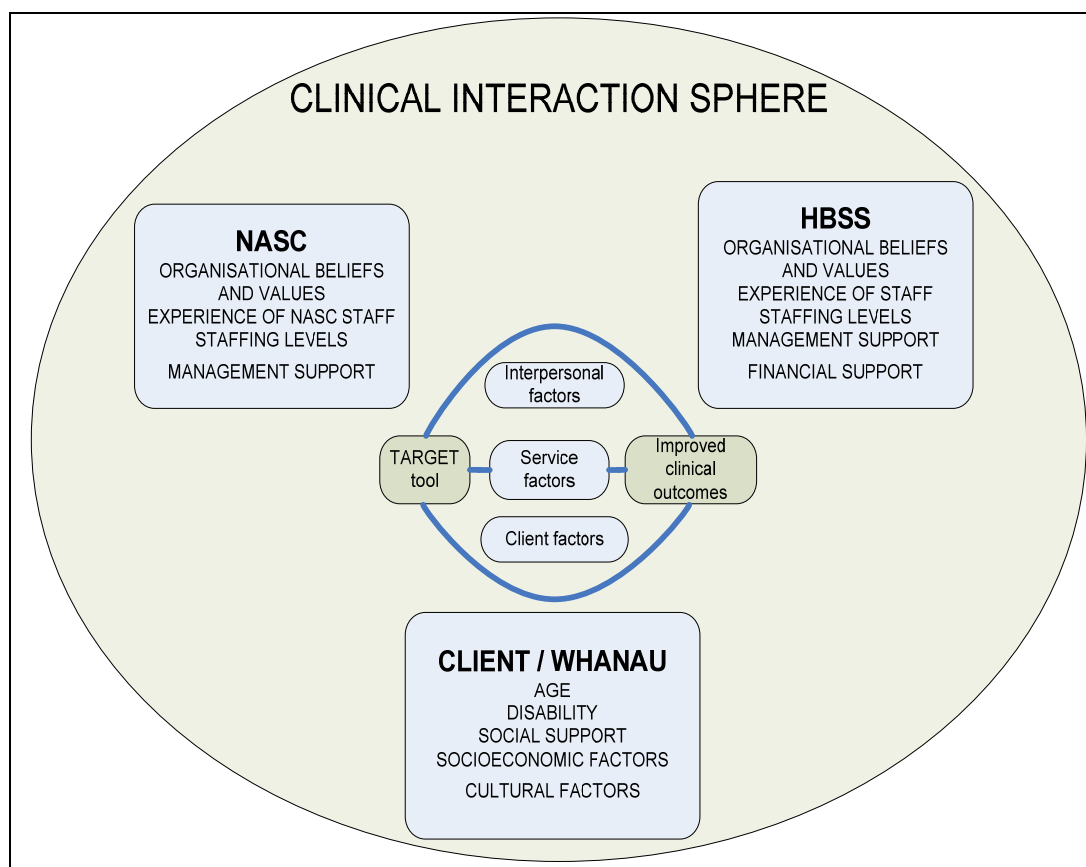 CLINICAL INTERACTION SPHERE
NASC
ORGANISATIONAL BELIEFS
AND VALUES
EXPERIENCE OF NASC STAFF
STAFFING LEVELS
MANAGEMENT SUPPORT
HBSS
ORGANISATIONAL BELIEFS
AND VALUES
EXPERIENCE OF STAFF
STAFFING LEVELS
MANAGEMENT SUPPORT
FINANCIAL SUPPORT
Interpersonal
factors
TARGET
tool
Service
factors
Improved
clinical
outcomes
Client factors
CLIENT / WHANAU
AGE
DISABILITY
SOCIAL SUPPORT
SOCIOECONOMIC FACTORS
CULTURAL FACTORS